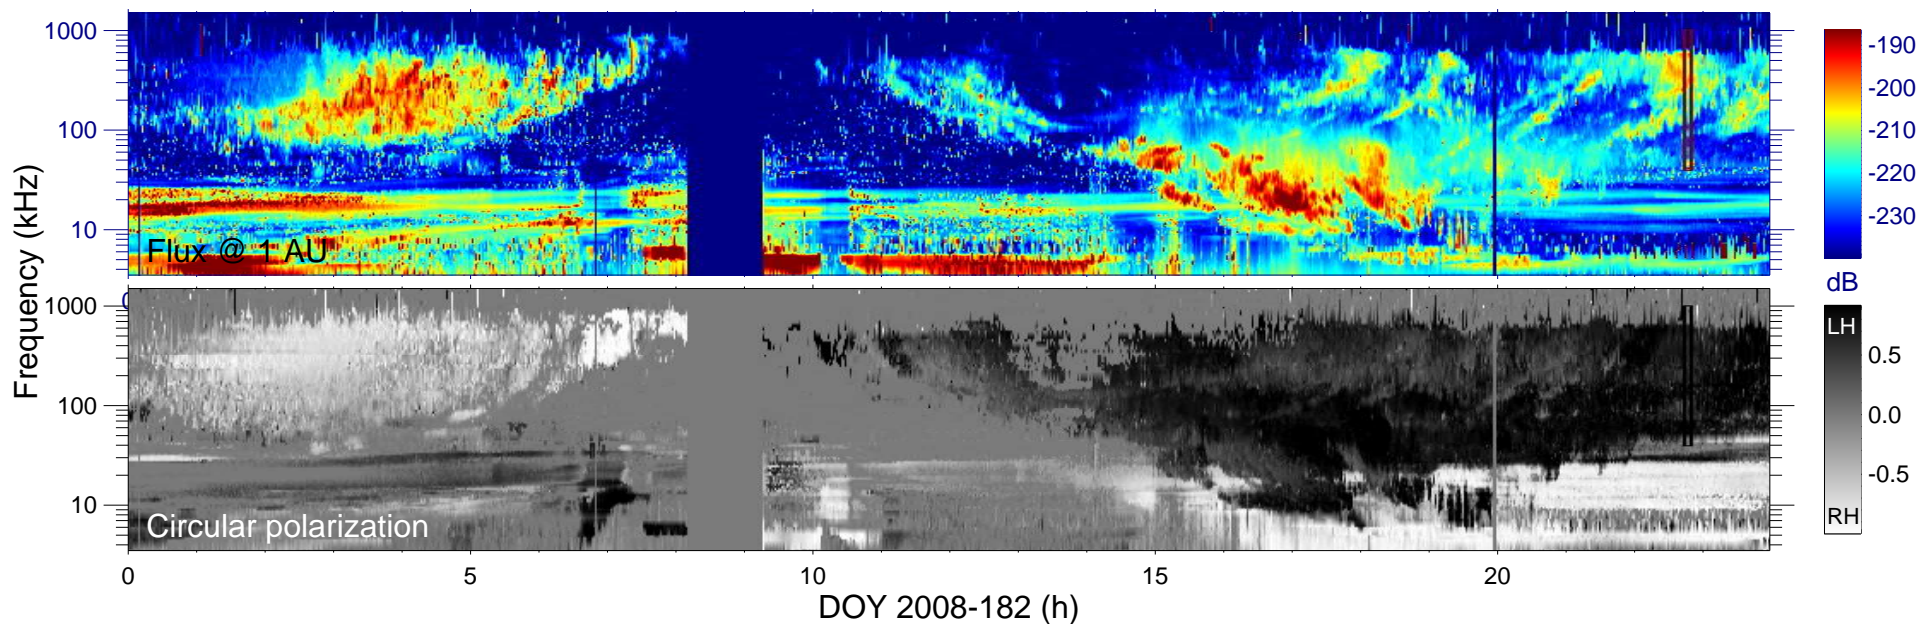 1000
100
10
Flux @ 1 AU
-190
-200
-210
-220
-230
dB
Frequency (kHz)
0
1000
100
10
Circular polarization
LH
0.5
0.0
-0.5
RH
0 5 10 15 20
DOY 2008-182 (h)